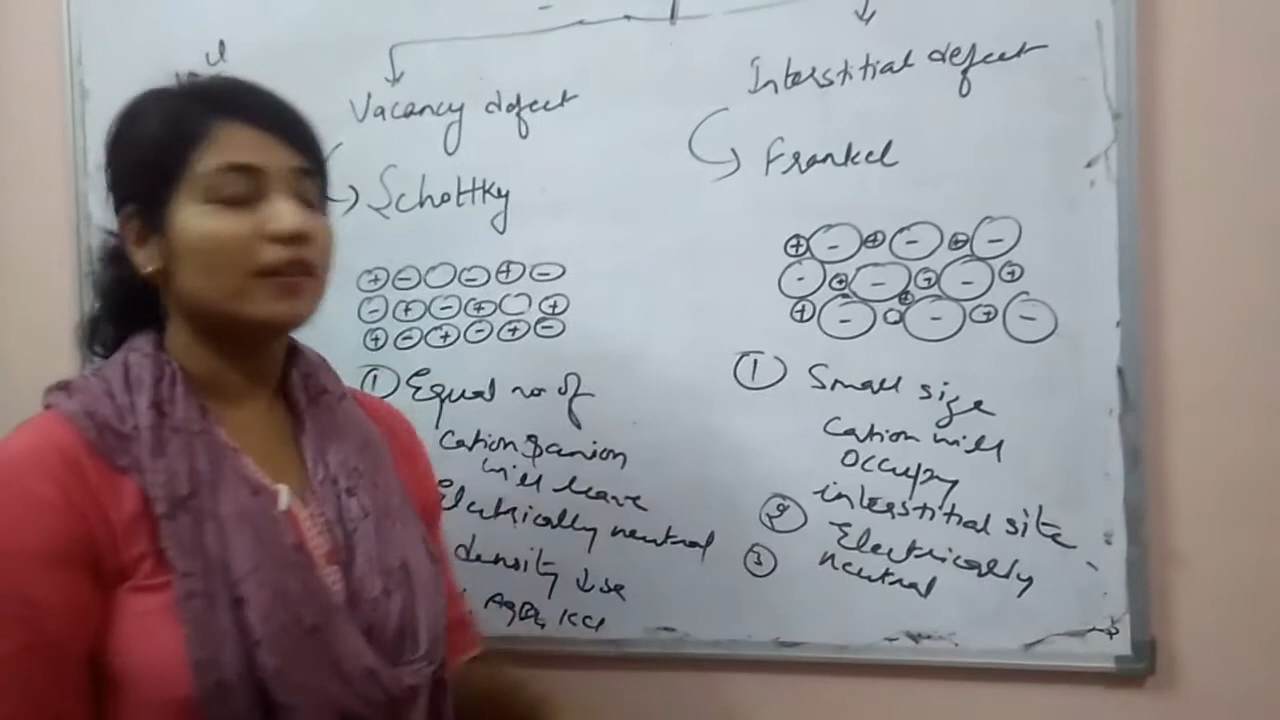 Vacancy defect
Schottky
① Equal no of
cation & anion
will leave
Electrically neutral
density ↓se
AgBr, KCl
Interstitial defect
Frankel
① Small size
cation will
occupy
interstitial site
② Electrically
neutral
③